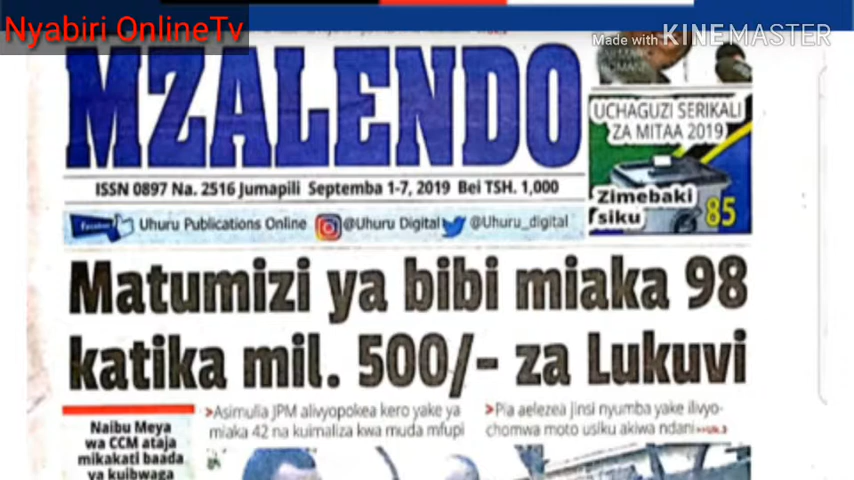 Nyabiri OnlineTv
Made with KINEMASTER
MZALENDO
UCHAGUZI SERIKALI
ZA MITAA 2019
Zimebaki
siku 85
ISSN 0897 Na. 2516 Jumapili Septemba 1-7, 2019 Bei TSH. 1,000
Facebook Uhuru Publications Online @Uhuru Digital @Uhuru_digital
Matumizi ya bibi miaka 98
katika mil. 500/- za Lukuvi
>Asimulia JPM alivyopokea kero yake ya
miaka 42 na kuimaliza kwa muda mfupi
>Pia aelezea jinsi nyumba yake ilivyo-
chomwa moto usiku akiwa ndani
Naibu Meya
wa CCM ataja
mikakati baada
ya kuibwaga